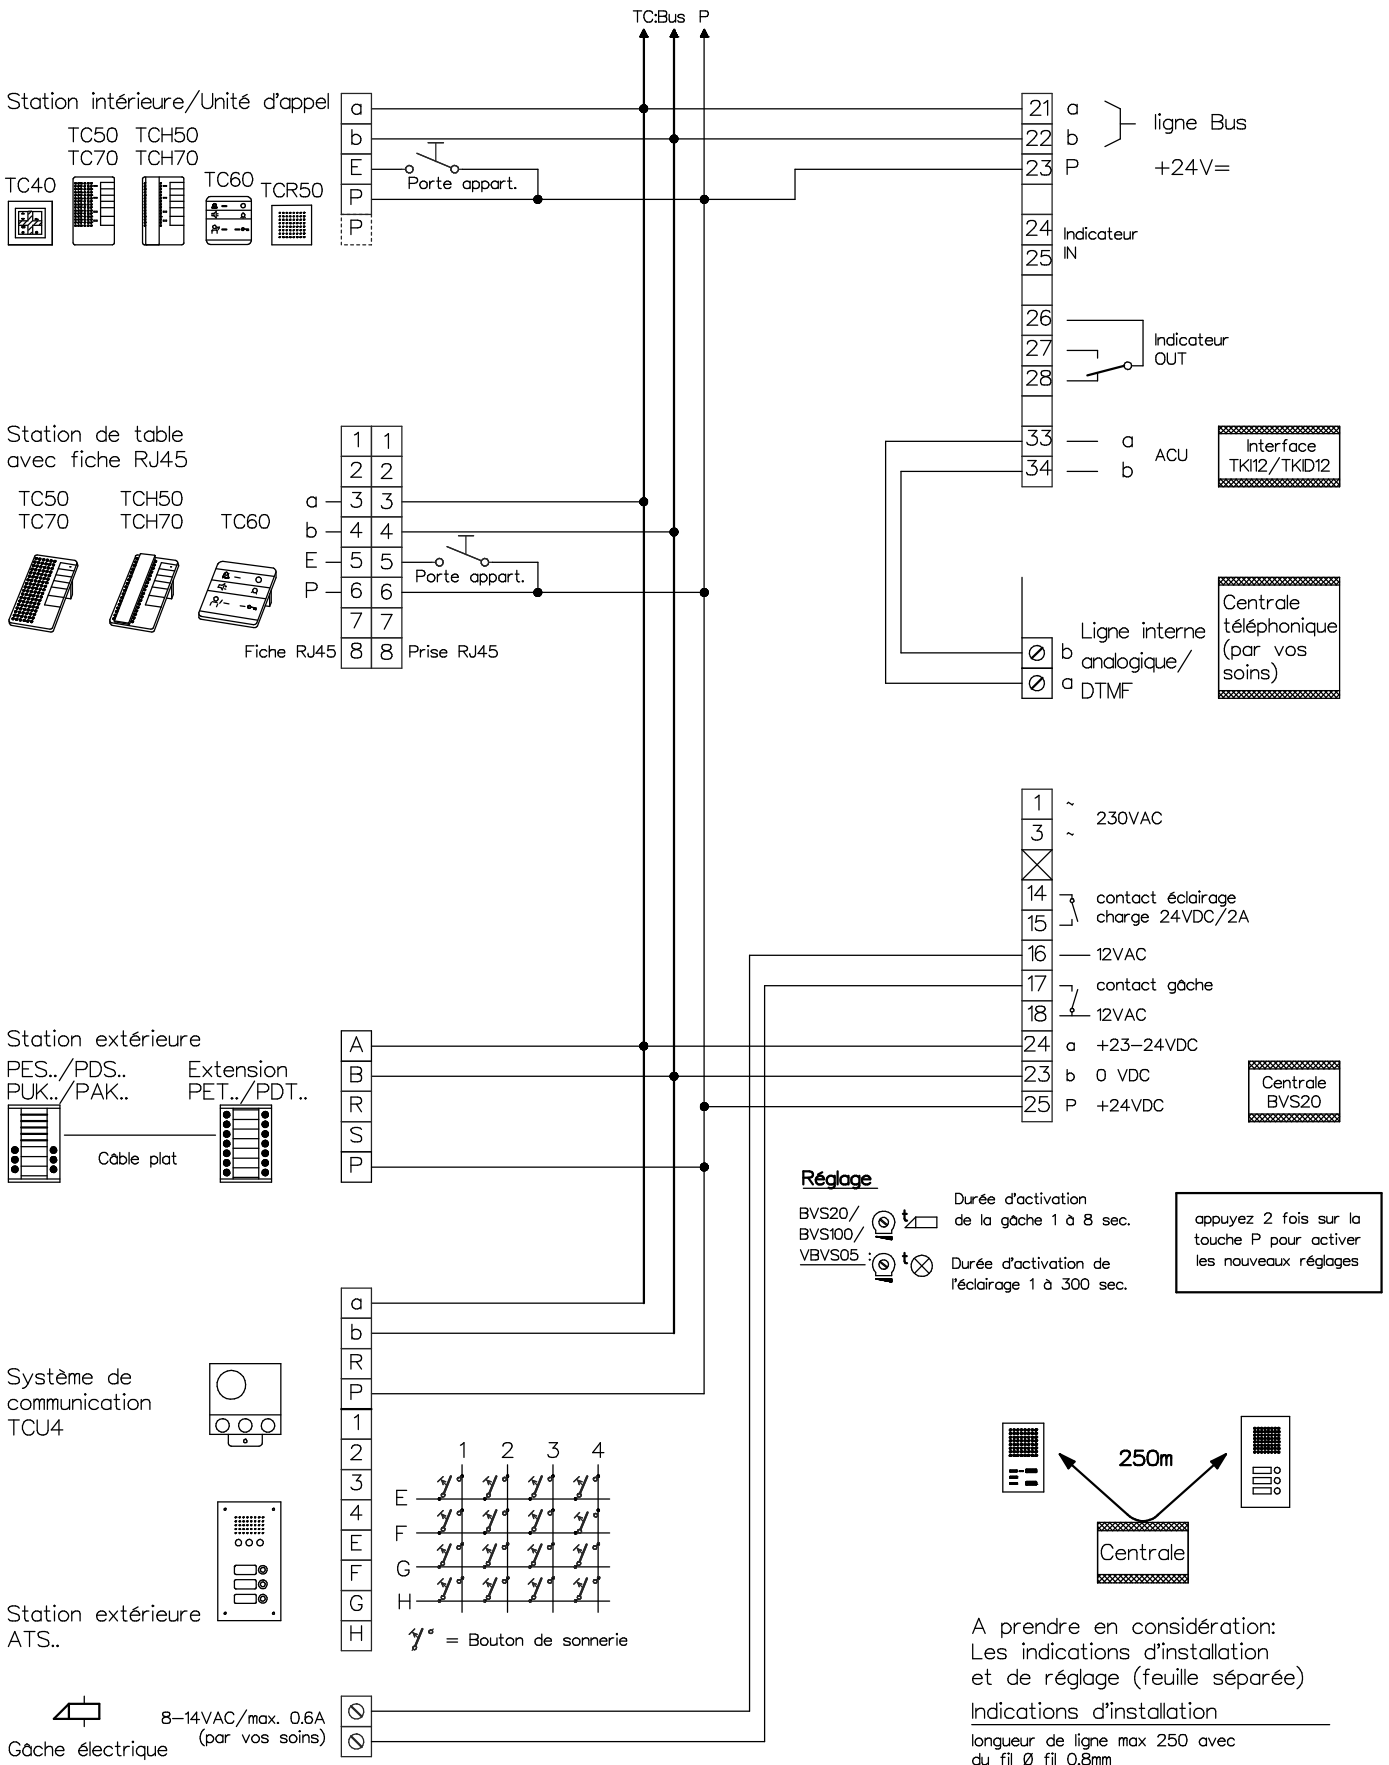 TC:Bus P
Station intérieure/Unité d'appel
TC50 TCH50
TC70 TCH70
TC40
TC60
TCR50
a
b
E
P
P
Porte appart.
21 a
22 b
ligne Bus
23 P +24V=
24
25
Indicateur
IN
26
27
28
Indicateur
OUT
33 a
34 b
ACU
Interface
TKI12/TKID12
Station de table
avec fiche RJ45
TC50 TCH50
TC70 TCH70 TC60
1 1
2 2
a 3 3
b 4 4
E 5 5
P 6 6
7 7
Fiche RJ45 8 8 Prise RJ45
Porte appart.
b
a
Ligne interne
analogique/
DTMF
Centrale
téléphonique
(par vos
soins)
1 ~
3 ~
230VAC
14
15
contact éclairage
charge 24VDC/2A
16 12VAC
17 contact gâche
18 12VAC
24 a +23-24VDC
23 b 0 VDC
25 P +24VDC
Centrale
BVS20
Station extérieure
PES../PDS..
PUK../PAK..
Extension
PET../PDT..
Câble plat
A
B
R
S
P
Réglage
BVS20/
BVS100/
VBVS05 :
t
Durée d'activation
de la gâche 1 à 8 sec.
t
Durée d'activation de
l'éclairage 1 à 300 sec.
appuyez 2 fois sur la
touche P pour activer
les nouveaux réglages
Système de
communication
TCU4
a
b
R
P
1
2
3
4
E
F
G
H
1 2 3 4
E
F
G
H
= Bouton de sonnerie
Station extérieure
ATS..
250m
Centrale
Gâche électrique
8-14VAC/max. 0.6A
(par vos soins)
A prendre en considération:
Les indications d'installation
et de réglage (feuille séparée)
Indications d'installation
longueur de ligne max 250 avec
du fil Ø fil 0.8mm